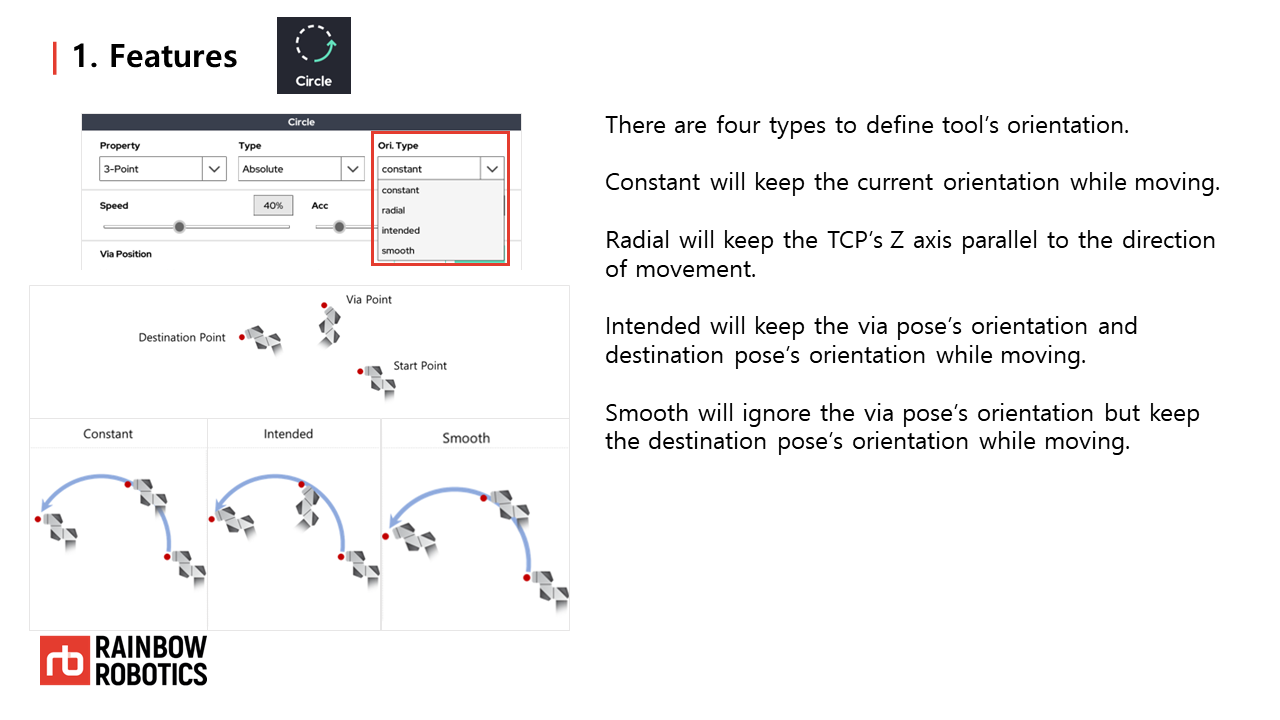 1. Features
Circle
Circle
Property
Type
Ori. Type
3-Point
Absolute
constant
constant
radial
intended
smooth
Speed
40%
Acc
Via Position
Via Point
Destination Point
Start Point
Constant
Intended
Smooth
RAINBOW
ROBOTICS
There are four types to define tool's orientation.
Constant will keep the current orientation while moving.
Radial will keep the TCP's Z axis parallel to the direction
of movement.
Intended will keep the via pose's orientation and
destination pose's orientation while moving.
Smooth will ignore the via pose's orientation but keep
the destination pose's orientation while moving.